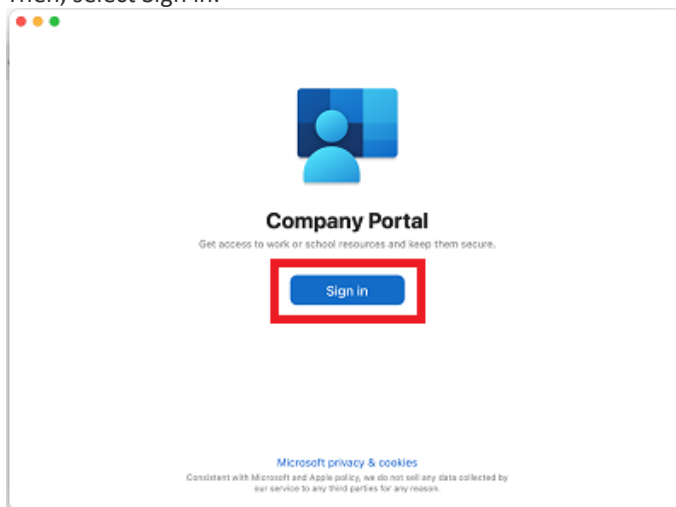 Then, select Sign in.
Company Portal
Get access to work or school resources and keep them secure.
Sign in
Microsoft privacy & cookies
Consistent with Microsoft and Apple policy, we do not sell any data collected by
our service to any third parties for any reason.